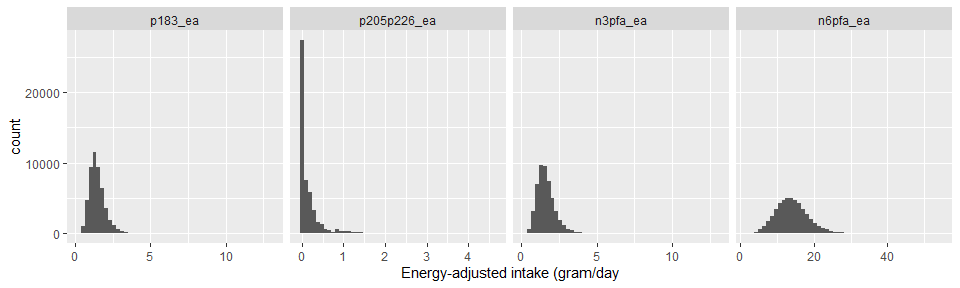 p183_ea p205p226_ea n3pfa_ea n6pfa_ea
count
20000
10000
0
0 5 10 0 1 2 3 4 0 5 10 0 20 40
Energy-adjusted intake (gram/day